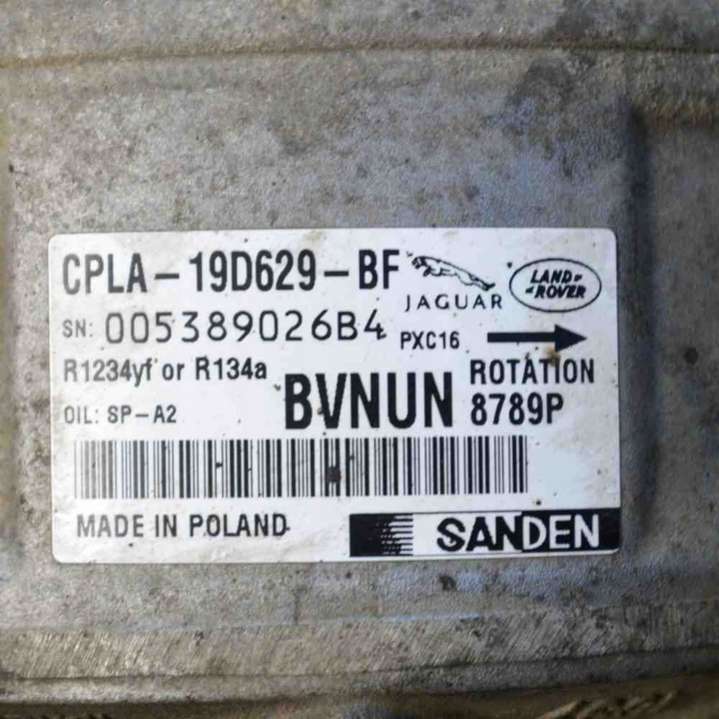 CPLA-19D629-BF
JAGUAR
LAND-
-ROVER
SN: 005389026B4
PXC16
R1234yf or R134a
ROTATION
OIL: SP-A2
BVNUN
8789P
MADE IN POLAND
SANDEN